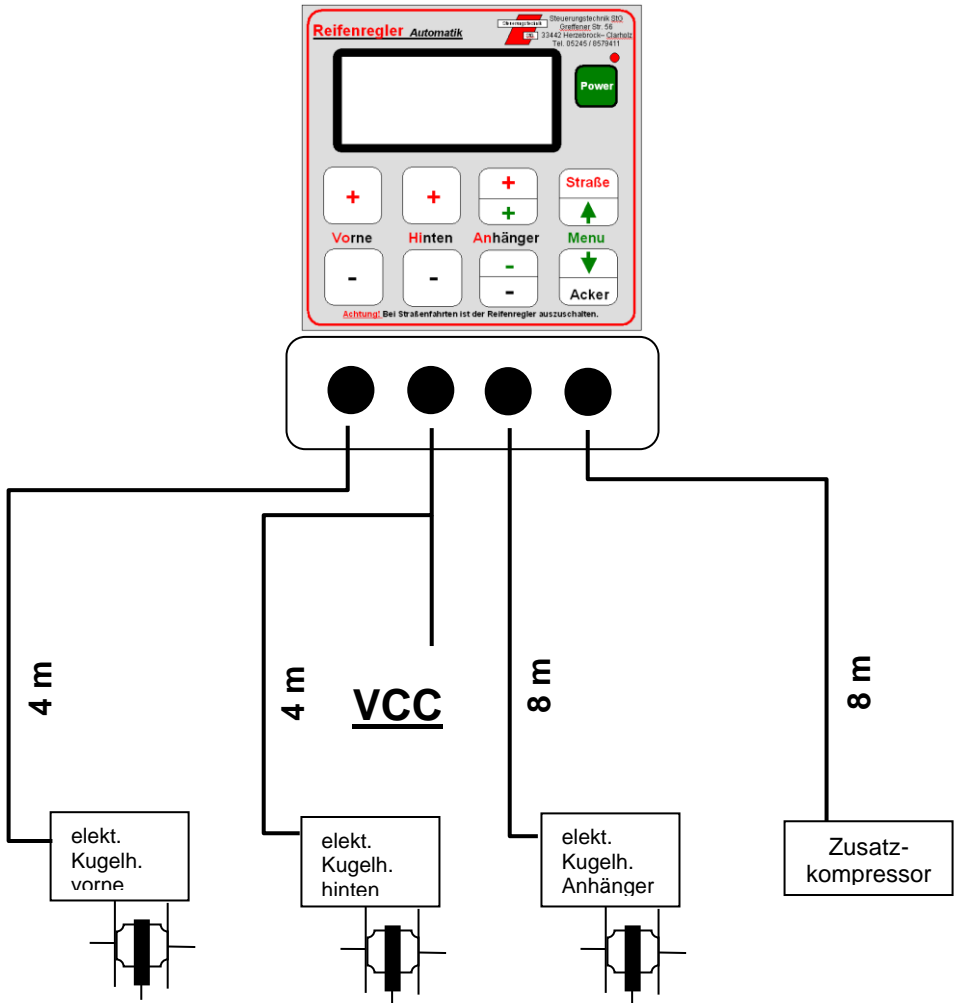 Reifenregler Automatik
Steuerungstechnik
StO
Steuerungstechnik StO
Greffener Str. 56
33442 Herzebrock– Clarholz
Tel. 05245 / 8579411
Power
+
+
+
+
Straße
Vorne
Hinten
Anhänger
Menu
-
-
-
-
Acker
Achtung! Bei Straßenfahrten ist der Reifenregler auszuschalten.
4 m
4 m
VCC
8 m
8 m
elekt.
Kugelh.
vorne
elekt.
Kugelh.
hinten
elekt.
Kugelh.
Anhänger
Zusatz-
kompressor